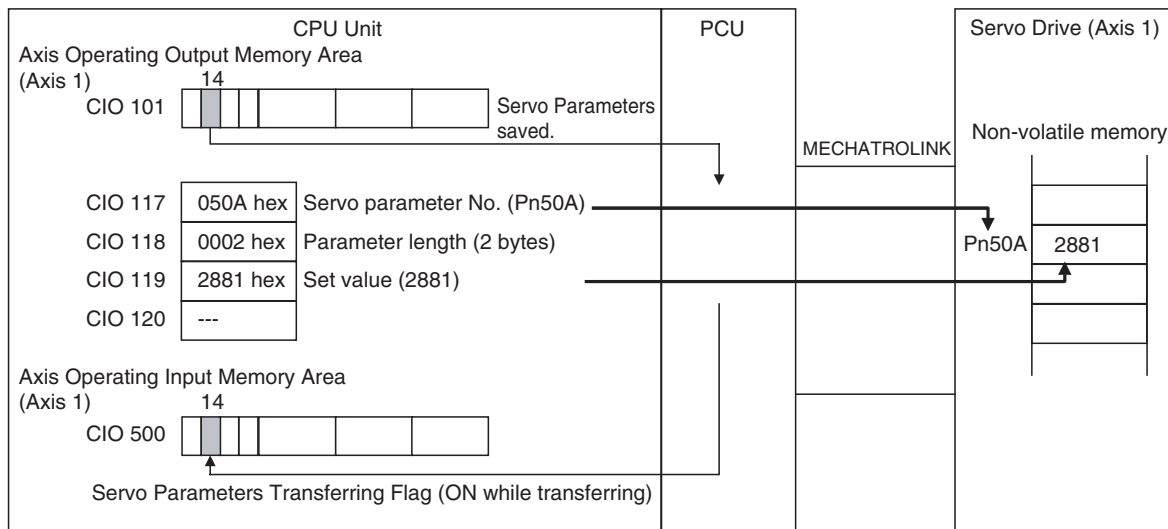 CPU Unit
PCU
Servo Drive (Axis 1)
Axis Operating Output Memory Area
(Axis 1)
14
CIO 101
Servo Parameters
saved.
Non-volatile memory
MECHATROLINK
CIO 117
050A hex
Servo parameter No. (Pn50A)
CIO 118
0002 hex
Parameter length (2 bytes)
Pn50A
2881
CIO 119
2881 hex
Set value (2881)
CIO 120
---
Axis Operating Input Memory Area
(Axis 1)
14
CIO 500
Servo Parameters Transferring Flag (ON while transferring)